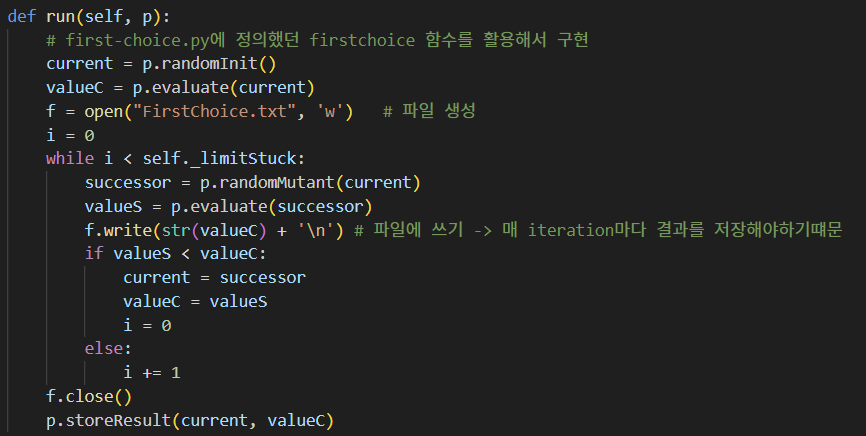 def run(self, p):
    # first-choice.py에 정의했던 firstchoice 함수를 활용해서 구현
    current = p.randomInit()
    valueC = p.evaluate(current)
    f = open("FirstChoice.txt", 'w')   # 파일 생성
    i = 0
    while i < self._limitStuck:
        successor = p.randomMutant(current)
        valueS = p.evaluate(successor)
        f.write(str(valueC) + '\n') # 파일에 쓰기 -> 매 iteration마다 결과를 저장해야하기때문
        if valueS < valueC:
            current = successor
            valueC = valueS
            i = 0
        else:
            i += 1
    f.close()
    p.storeResult(current, valueC)